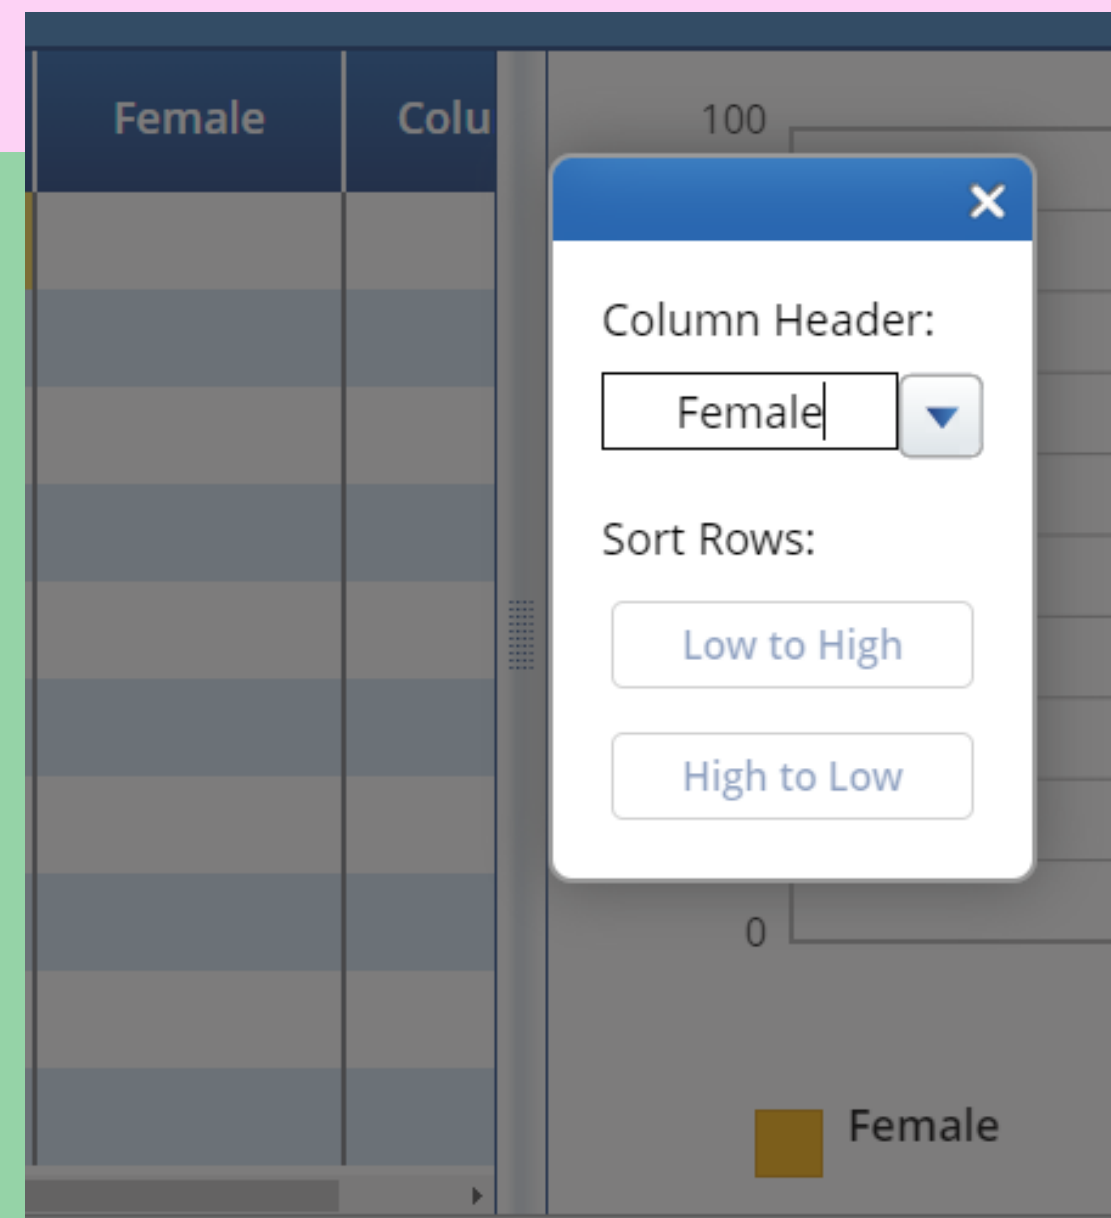 Female
Colu
100
Column Header:
Female
Sort Rows:
Low to High
High to Low
0
Female